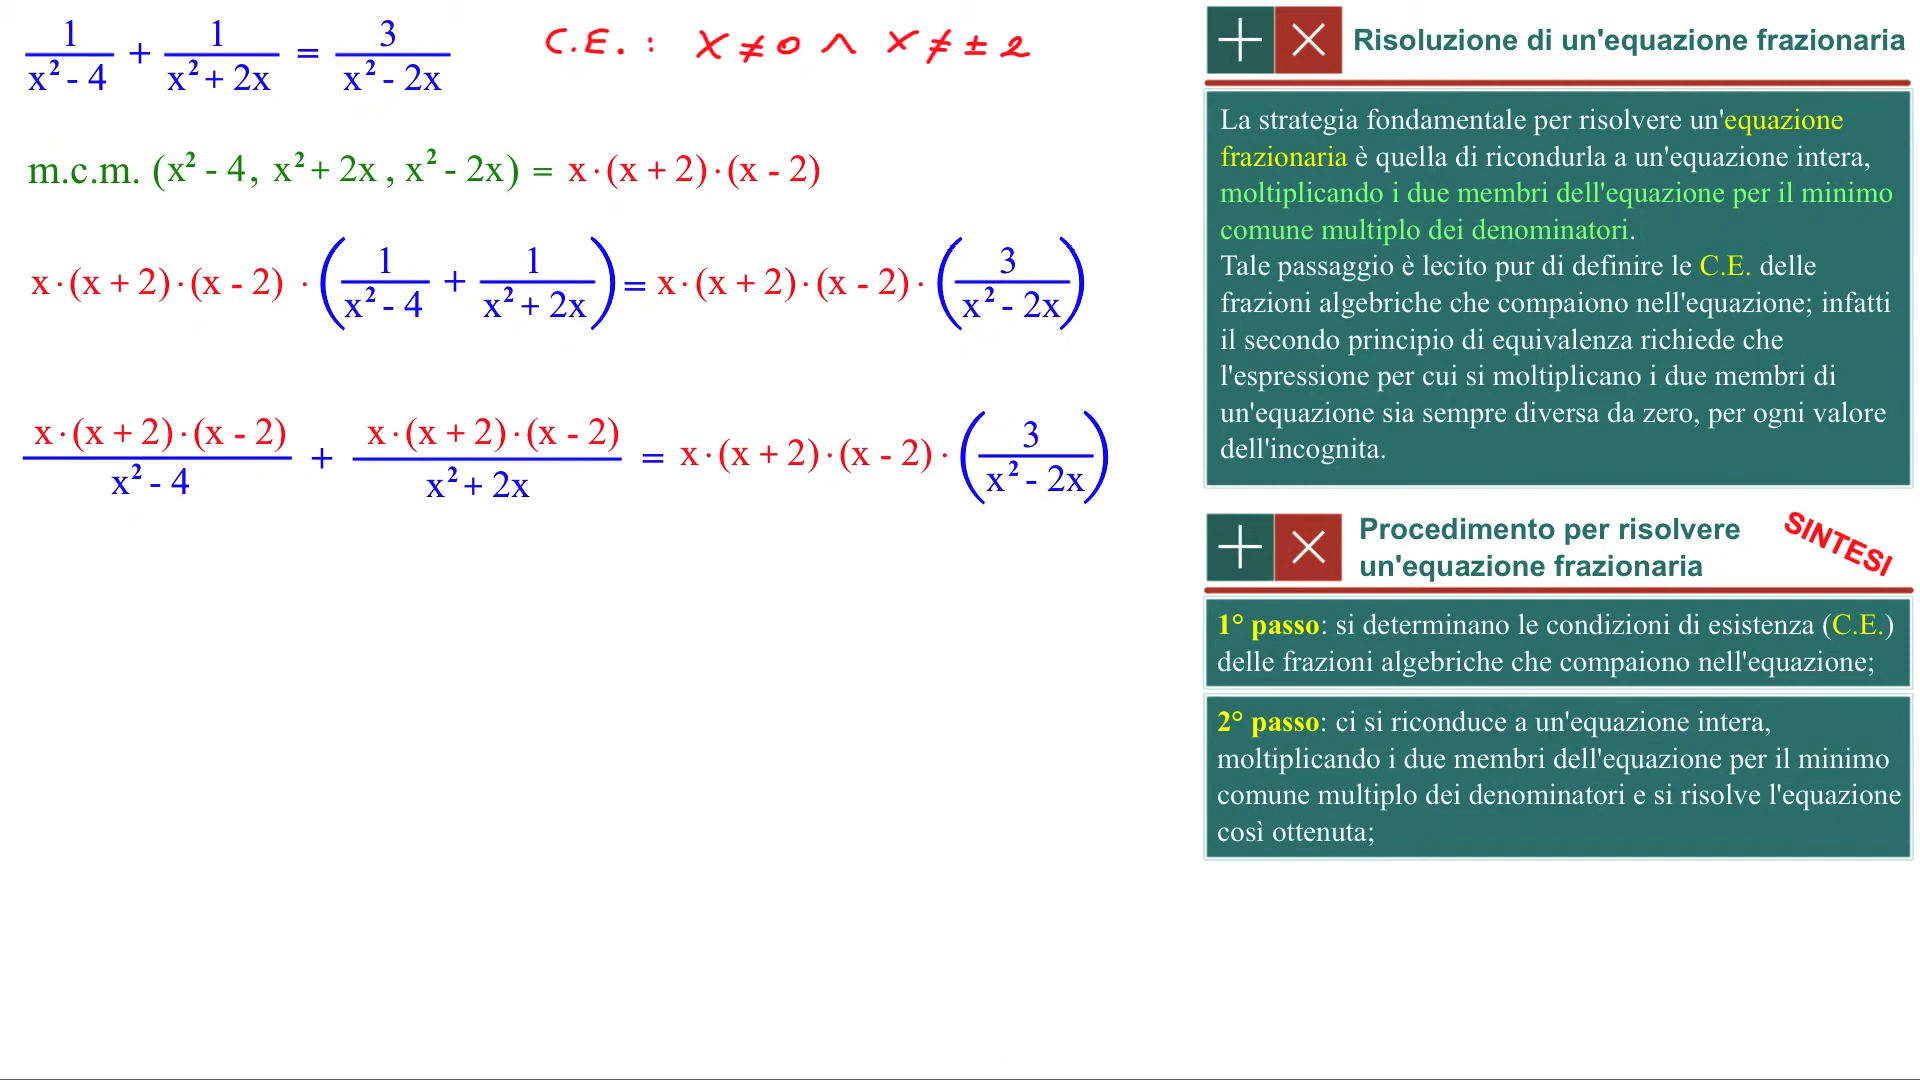 1/(x² - 4) + 1/(x² + 2x) = 3/(x² - 2x)
C.E. : x ≠ 0 ∧ x ≠ ± 2
m.c.m. (x² - 4, x² + 2x , x² - 2x) = x·(x + 2)·(x - 2)
x·(x + 2)·(x - 2) · (1/(x² - 4) + 1/(x² + 2x)) = x·(x + 2)·(x - 2)· (3/(x² - 2x))
x·(x + 2)·(x - 2)/(x² - 4) + x·(x + 2)·(x - 2)/(x² + 2x) = x·(x + 2)·(x - 2)· (3/(x² - 2x))
Risoluzione di un'equazione frazionaria
La strategia fondamentale per risolvere un'equazione
frazionaria è quella di ricondurla a un'equazione intera,
moltiplicando i due membri dell'equazione per il minimo
comune multiplo dei denominatori.
Tale passaggio è lecito pur di definire le C.E. delle
frazioni algebriche che compaiono nell'equazione; infatti
il secondo principio di equivalenza richiede che
l'espressione per cui si moltiplicano i due membri di
un'equazione sia sempre diversa da zero, per ogni valore
dell'incognita.
Procedimento per risolvere
un'equazione frazionaria
SINTESI
1° passo: si determinano le condizioni di esistenza (C.E.)
delle frazioni algebriche che compaiono nell'equazione;
2° passo: ci si riconduce a un'equazione intera,
moltiplicando i due membri dell'equazione per il minimo
comune multiplo dei denominatori e si risolve l'equazione
così ottenuta;